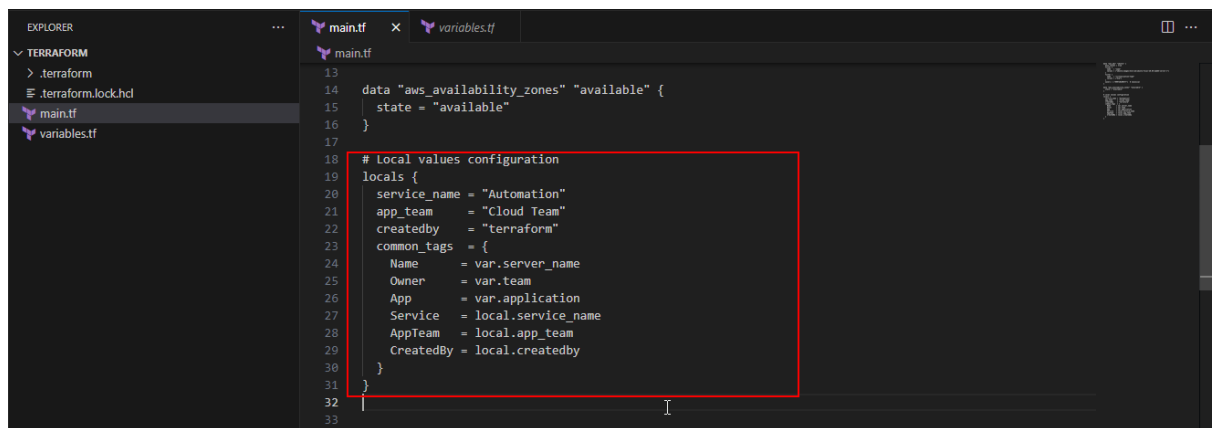 EXPLORER
TERRAFORM
.terraform
.terraform.lock.hcl
main.tf
variables.tf
main.tf
variables.tf
main.tf
13
14 data "aws_availability_zones" "available" {
15   state = "available"
16 }
17
18 # Local values configuration
19 locals {
20   service_name = "Automation"
21   app_team     = "Cloud Team"
22   createdby    = "terraform"
23   common_tags  = {
24     Name      = var.server_name
25     Owner     = var.team
26     App       = var.application
27     Service   = local.service_name
28     AppTeam   = local.app_team
29     CreatedBy = local.createdby
30   }
31 }
32
33